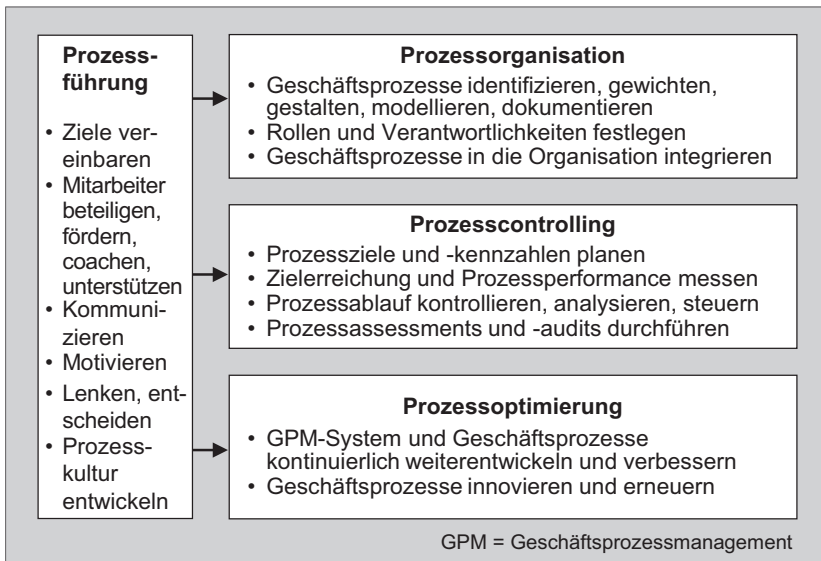 Prozess-
führung
• Ziele ver-
einbaren
• Mitarbeiter
beteiligen,
fördern,
coachen,
unterstützen
• Kommuni-
zieren
• Motivieren
• Lenken, ent-
scheiden
• Prozess-
kultur
entwickeln
Prozessorganisation
• Geschäftsprozesse identifizieren, gewichten,
gestalten, modellieren, dokumentieren
• Rollen und Verantwortlichkeiten festlegen
• Geschäftsprozesse in die Organisation integrieren
Prozesscontrolling
• Prozessziele und -kennzahlen planen
• Zielerreichung und Prozessperformance messen
• Prozessablauf kontrollieren, analysieren, steuern
• Prozessassessments und -audits durchführen
Prozessoptimierung
• GPM-System und Geschäftsprozesse
kontinuierlich weiterentwickeln und verbessern
• Geschäftsprozesse innovieren und erneuern
GPM = Geschäftsprozessmanagement